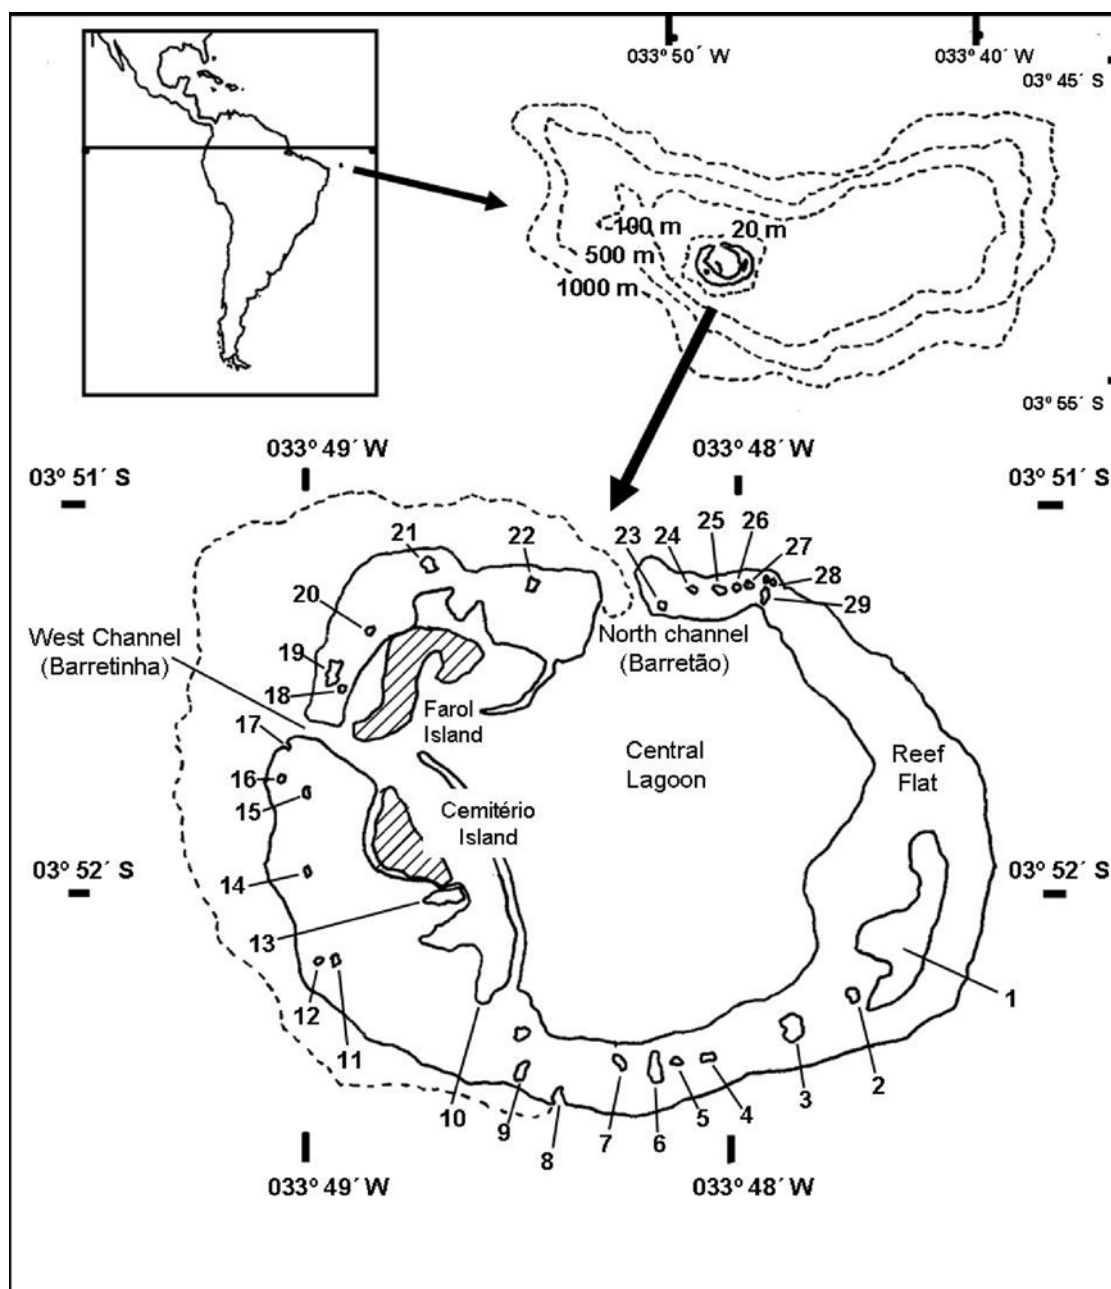 033º 50´ W
033º 40´ W
03º 45´ S
100 m
20 m
500 m
1000 m
03º 55´ S
033º 49´ W
033º 48´ W
03º 51´ S
03º 51´ S
21
22
23
24
25
26
27
28
29
20
West Channel
(Barretinha)
North channel
(Barretão)
19
18
Farol
Island
17
Central
Lagoon
Reef
Flat
16
15
Cemitério
Island
14
03º 52´ S
03º 52´ S
13
12
11
1
10
9
8
7
6
5
4
3
2
033º 49´ W
033º 48´ W